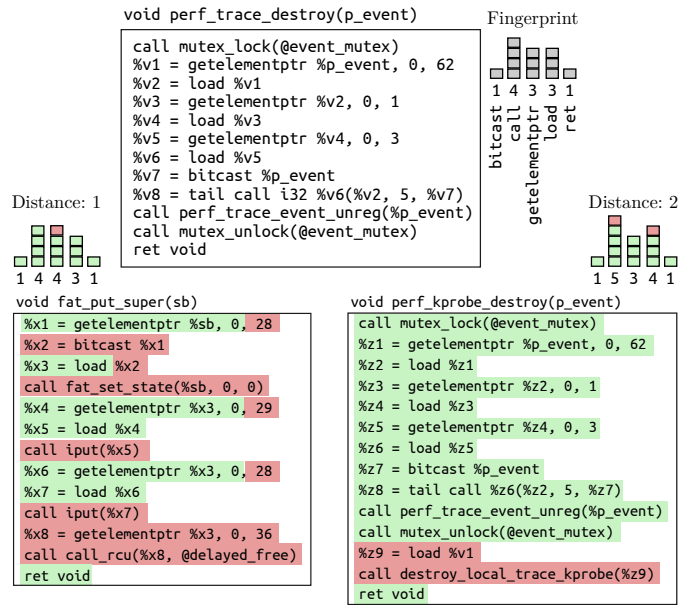 void perf_trace_destroy(p_event)
call mutex_lock(@event_mutex)
%v1 = getelementptr %p_event, 0, 62
%v2 = load %v1
%v3 = getelementptr %v2, 0, 1
%v4 = load %v3
%v5 = getelementptr %v4, 0, 3
%v6 = load %v5
%v7 = bitcast %p_event
%v8 = tail call i32 %v6(%v2, 5, %v7)
call perf_trace_event_unreg(%p_event)
call mutex_unlock(@event_mutex)
ret void
Fingerprint
1 4 3 3 1
bitcast
call
getelementptr
load
ret
Distance: 1
1 4 4 3 1
void fat_put_super(sb)
%x1 = getelementptr %sb, 0, 28
%x2 = bitcast %x1
%x3 = load %x2
call fat_set_state(%sb, 0, 0)
%x4 = getelementptr %x3, 0, 29
%x5 = load %x4
call iput(%x5)
%x6 = getelementptr %x3, 0, 28
%x7 = load %x6
call iput(%x7)
%x8 = getelementptr %x3, 0, 36
call call_rcu(%x8, @delayed_free)
ret void
Distance: 2
1 5 3 4 1
void perf_kprobe_destroy(p_event)
call mutex_lock(@event_mutex)
%z1 = getelementptr %p_event, 0, 62
%z2 = load %z1
%z3 = getelementptr %z2, 0, 1
%z4 = load %z3
%z5 = getelementptr %z4, 0, 3
%z6 = load %z5
%z7 = bitcast %p_event
%z8 = tail call %z6(%z2, 5, %z7)
call perf_trace_event_unreg(%p_event)
call mutex_unlock(@event_mutex)
%z9 = load %v1
call destroy_local_trace_kprobe(%z9)
ret void